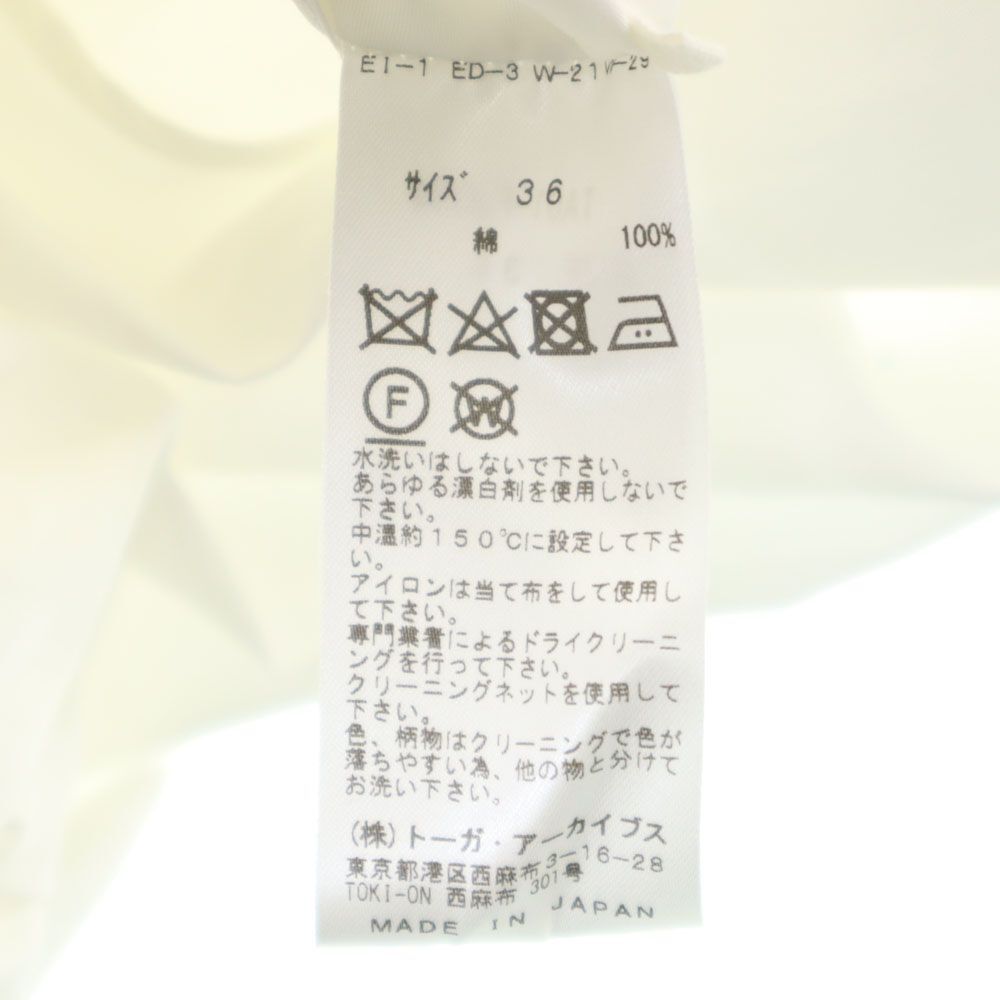 EI-1 ED-3 W-21W-29
サイズ 36
綿 100%
F
W
水洗いはしないで下さい。
あらゆる漂白剤を使用しないで
下さい。
中温約150℃に設定して下さ
い。
アイロンは当て布をして使用し
て下さい。
専門業者によるドライクリーニ
ングを行って下さい。
クリーニングネットを使用して
下さい。
色、柄物はクリーニングで色が
落ちやすい為、他の物と分けて
お洗い下さい。
(株)トーガ・アーカイブス
東京都港区西麻布3-16-28
TOKI-ON 西麻布 301号
MADE IN JAPAN